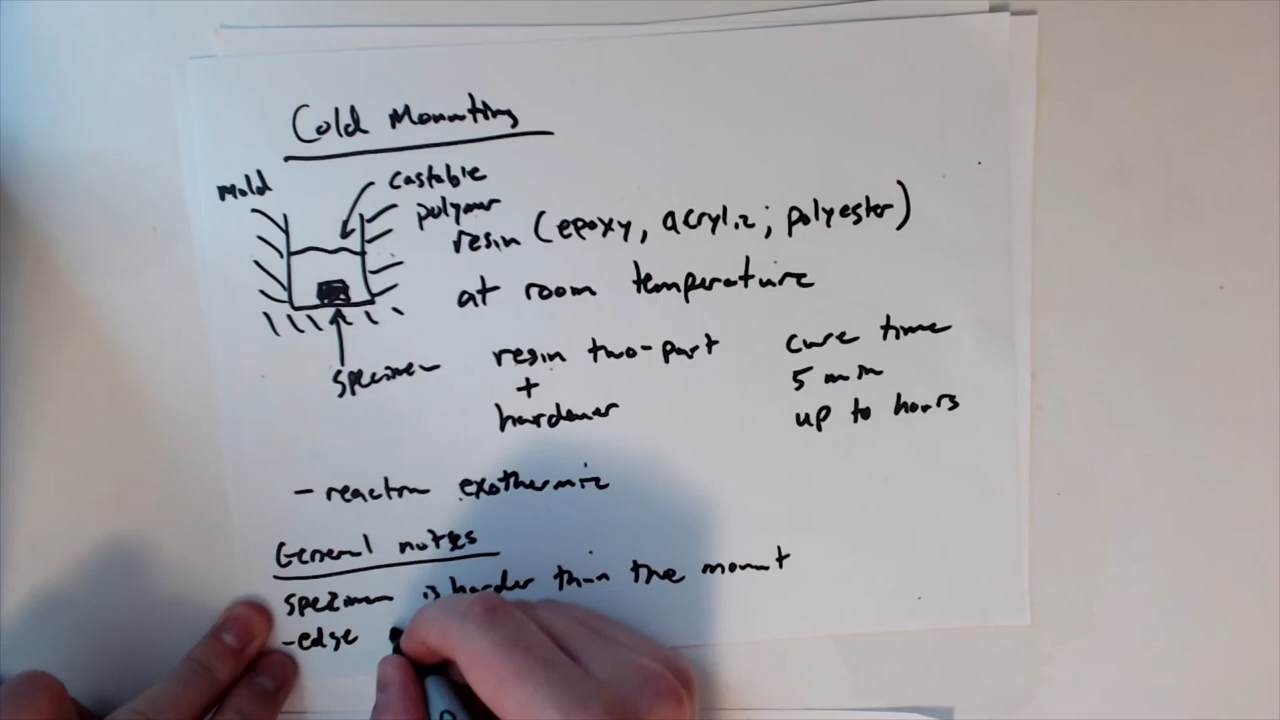 Cold Mounting
mold
castable
polymer
resin (epoxy, acrylic, polyester)
at room temperature
specimen
resin two-part
+
hardener
cure time
5 min
up to hours
- reaction exothermic
General notes
specimen is harder than the mount
- edge